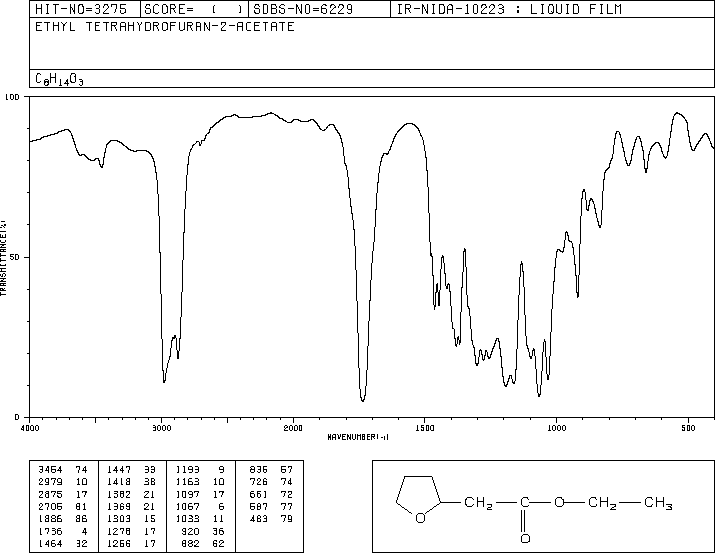 HIT-NO=3275 SCORE= ( ) SDBS-NO=6229 IR-NIDA-10223 : LIQUID FILM
ETHYL TETRAHYDROFURAN-2-ACETATE
C8H14O3
100
50
0
TRANSMITTANCE(%)
4000 3000 2000 1500 1000 500
WAVENUMBER(-1)
3454 74 1447 39 1193 9 835 57
2979 10 1418 38 1163 10 726 74
2875 17 1382 21 1097 17 661 72
2705 81 1369 21 1067 6 587 77
1886 86 1303 15 1033 11 483 79
1736 4 1278 17 920 36
1464 32 1256 17 882 62
O CH2 C O CH2 CH3
O